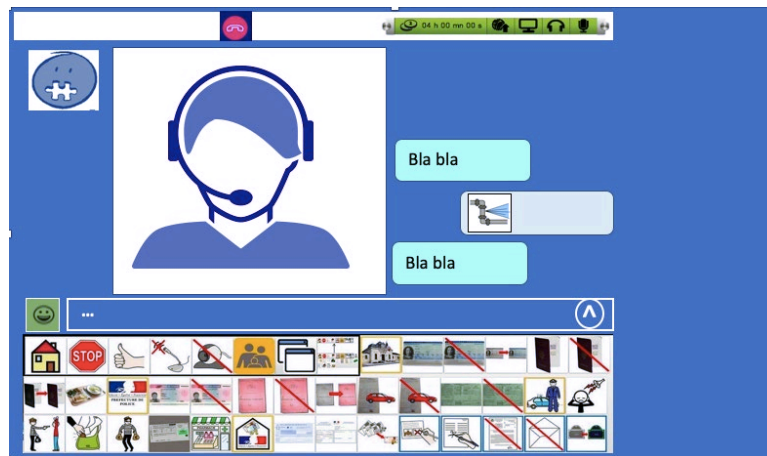 04 h 00 mn 00 s
Bla bla
Bla bla
...
STOP
PREFECTURE DE
POLICE